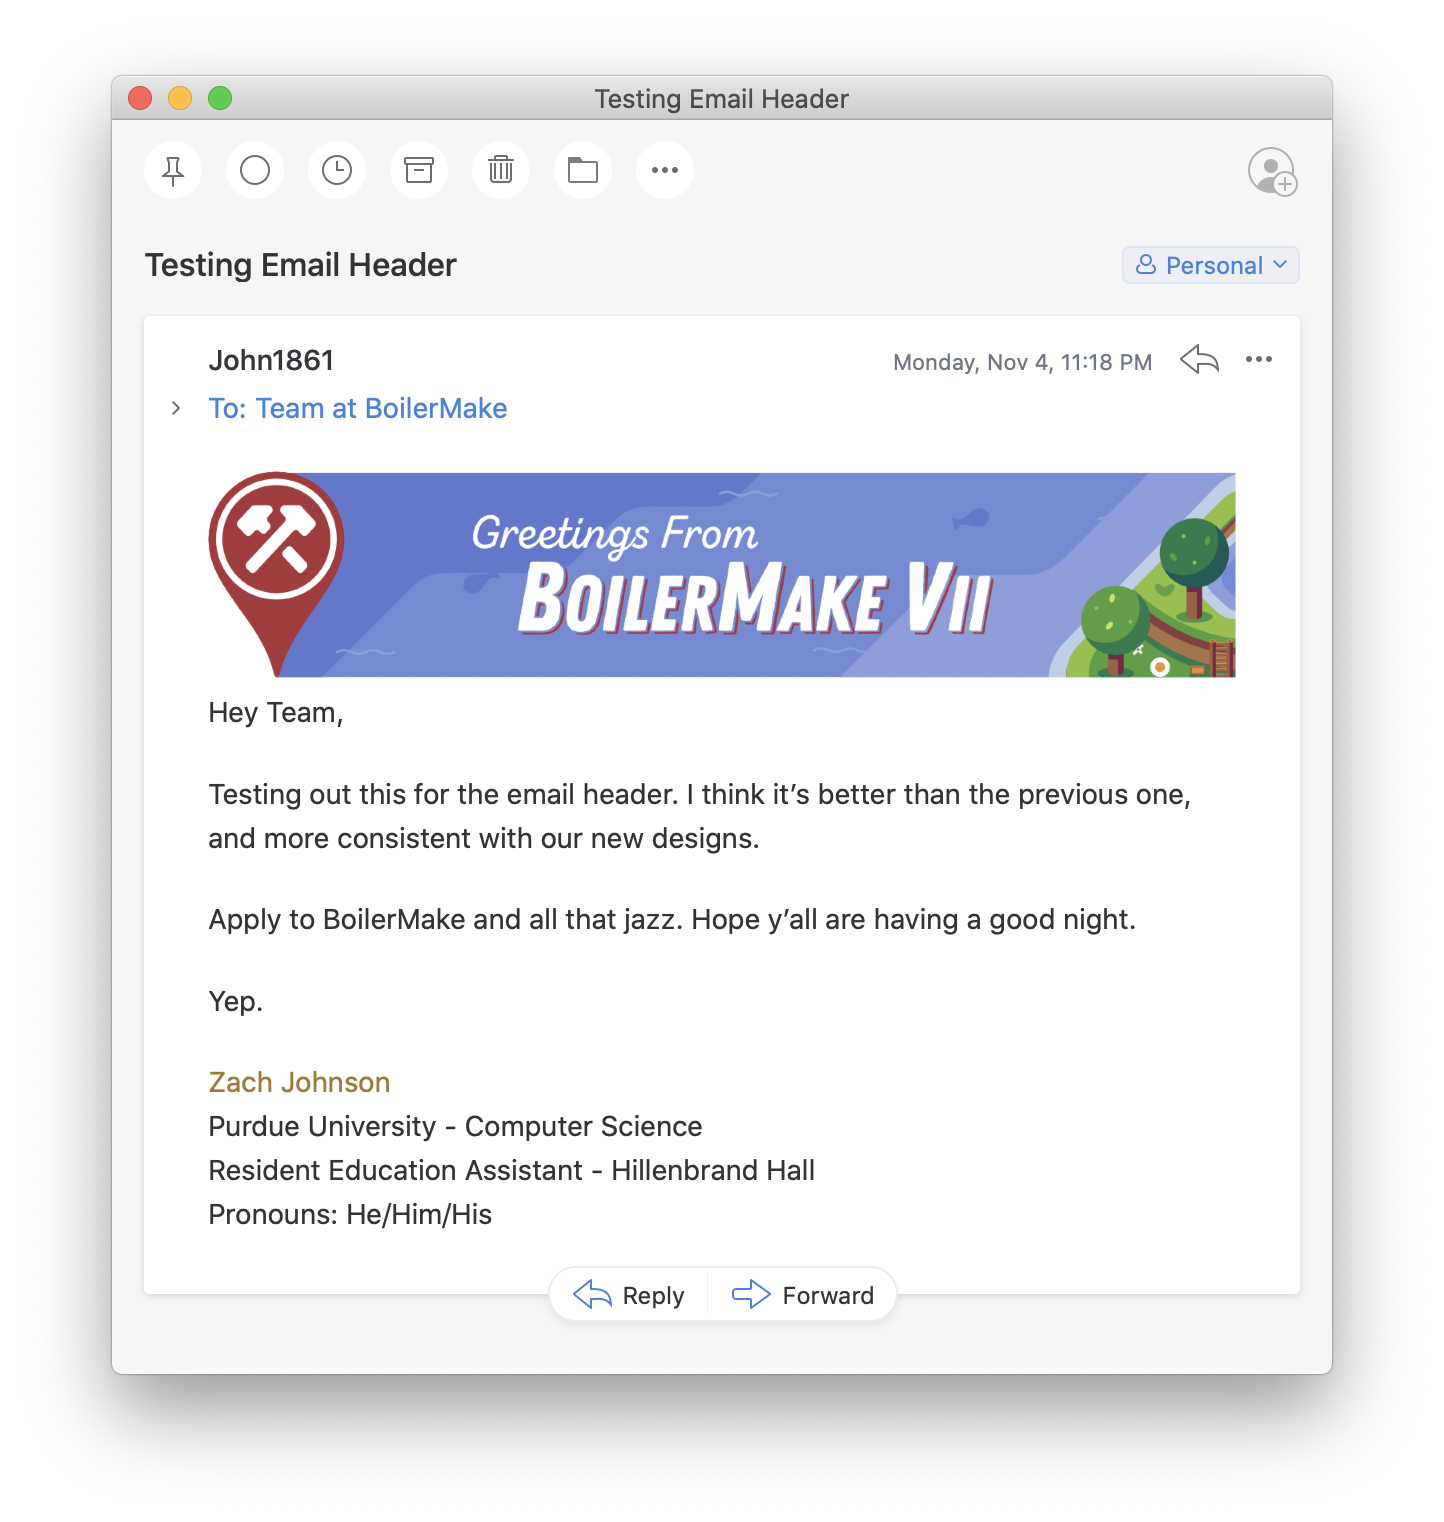 Testing Email Header
Testing Email Header
Personal
John1861
Monday, Nov 4, 11:18 PM
To: Team at BoilerMake
Greetings From
BOILERMAKE VII
Hey Team,
Testing out this for the email header. I think it’s better than the previous one,
and more consistent with our new designs.
Apply to BoilerMake and all that jazz. Hope y’all are having a good night.
Yep.
Zach Johnson
Purdue University - Computer Science
Resident Education Assistant - Hillenbrand Hall
Pronouns: He/Him/His
Reply
Forward